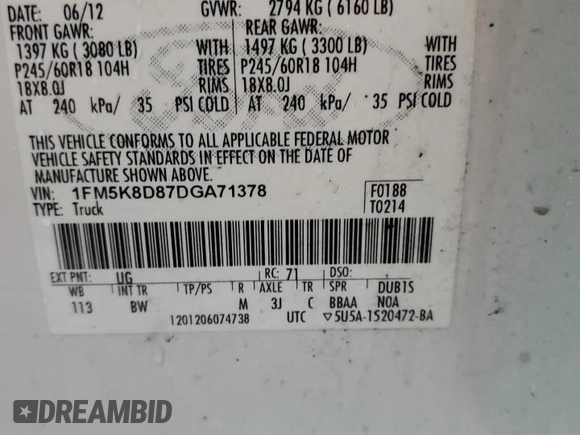 DATE: 06/12 GVWR: 2794 KG ( 6160 LB)
FRONT GAWR: REAR GAWR:
1397 KG ( 3080 LB) WITH 1497 KG ( 3300 LB) WITH
P245/60R18 104H TIRES P245/60R18 104H TIRES
18X8.0J RIMS 18X8.0J RIMS
AT 240 kPa/ 35 PSI COLD AT 240 kPa/ 35 PSI COLD
THIS VEHICLE CONFORMS TO ALL APPLICABLE FEDERAL MOTOR
VEHICLE SAFETY STANDARDS IN EFFECT ON THE DATE OF
MANUFACTURE SHOWN ABOVE.
VIN: 1FM5K8D87DGA71378 F0188
TYPE: Truck T0214
EXT PNT: UG RC: 71 DSO:
WB INT TR TP/PS R AXLE TR SPR DUB1S
113 BW M 3J C BBAA NOA
1201206074738 UTC ▽5U5A-1520472-BA
Ford
DREAMBID